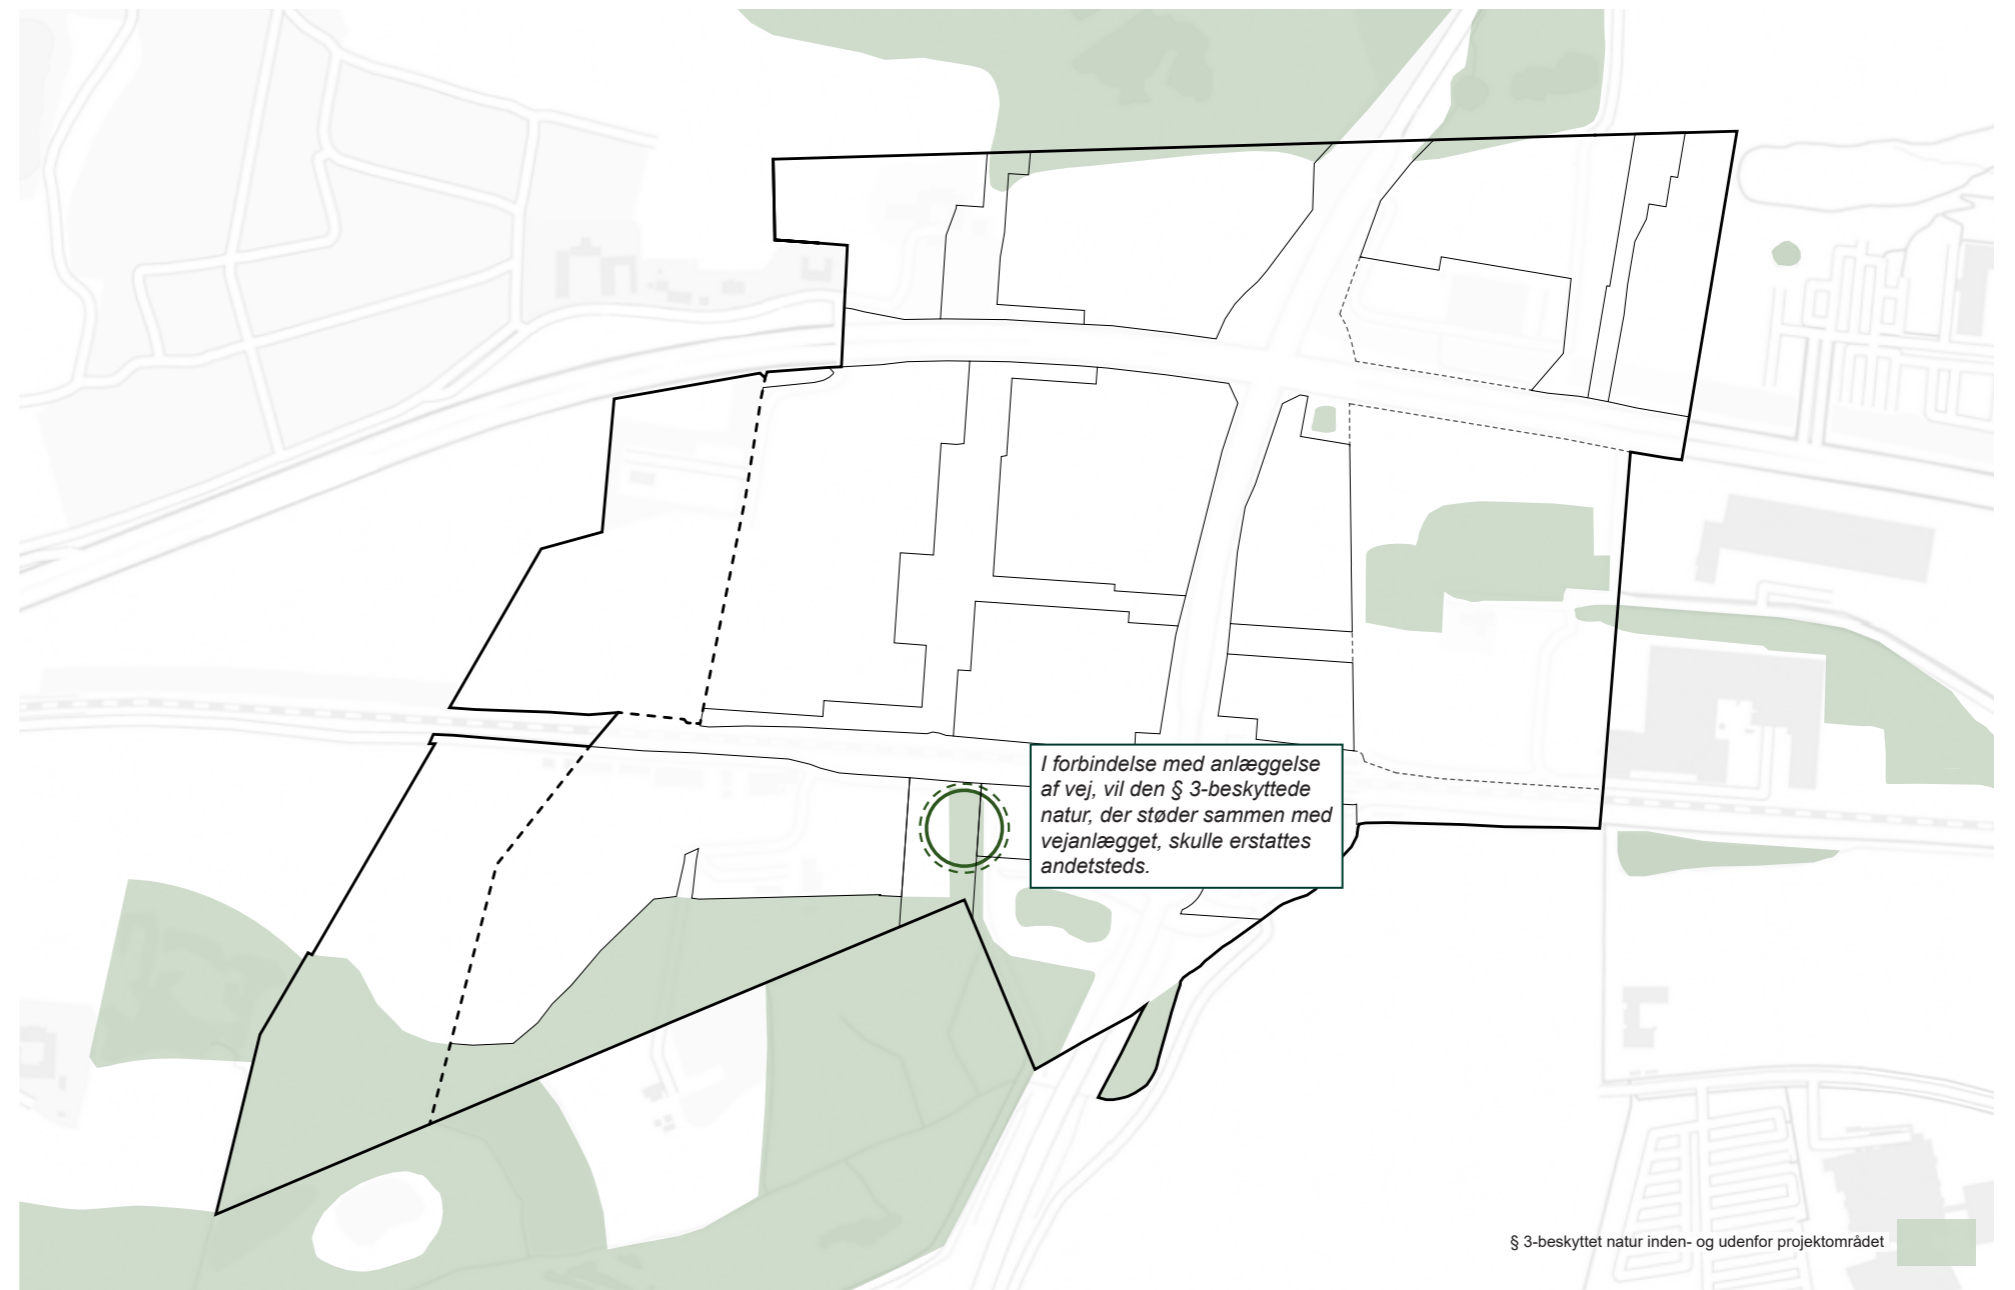 I forbindelse med anlæggelse
af vej, vil den § 3-beskyttede
natur, der støder sammen med
vejanlægget, skulle erstattes
andetsteds.
§ 3-beskyttet natur inden- og udenfor projektområdet